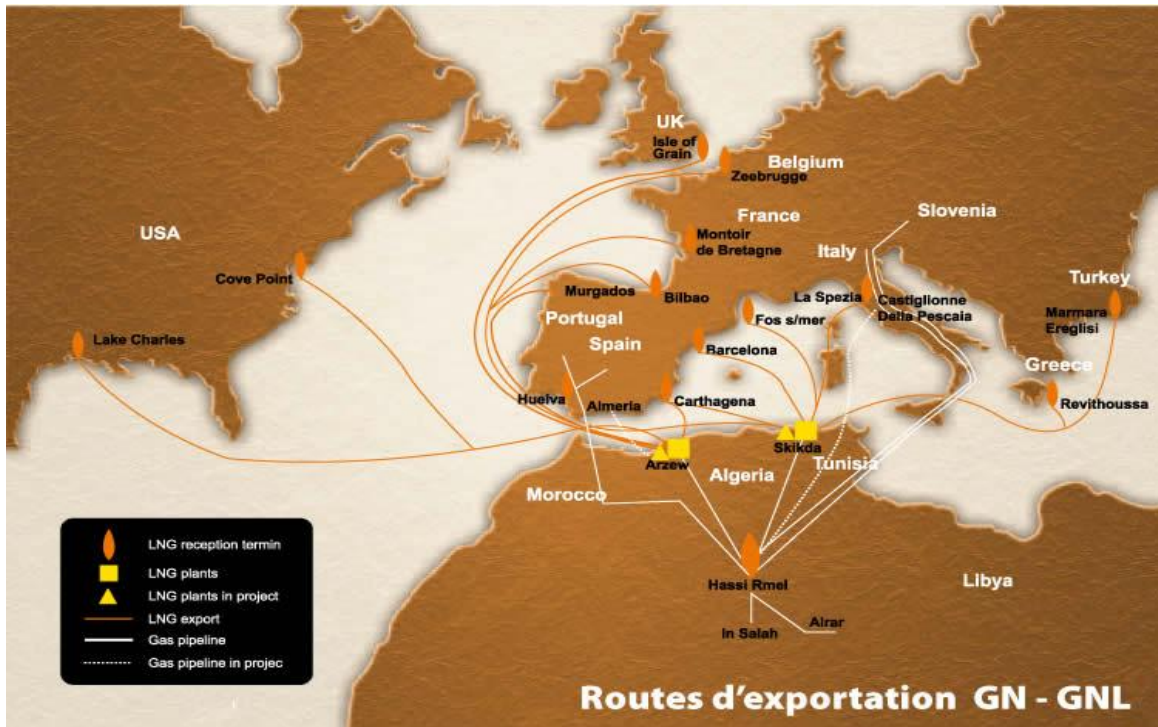 UK
Isle of
Grain
Belgium
Zeebrugge
Slovenia
France
USA
Montoir
de Bretagne
Italy
Cove Point
Turkey
Murgados
Bilbao
La Spezia
Castiglionne
Della Pescaia
Marmara
Ereglisi
Portugal
Fos s/mer
Lake Charles
Spain
Barcelona
Greece
Huelva
Almeria
Carthagena
Revithoussa
Skikda
Arzew
Algeria
Tunisia
Morocco
LNG reception termin
LNG plants
LNG plants in project
LNG export
Gas pipeline
Gas pipeline in projec
Hassi Rmel
Libya
In Salah
Alrar
Routes d'exportation GN - GNL